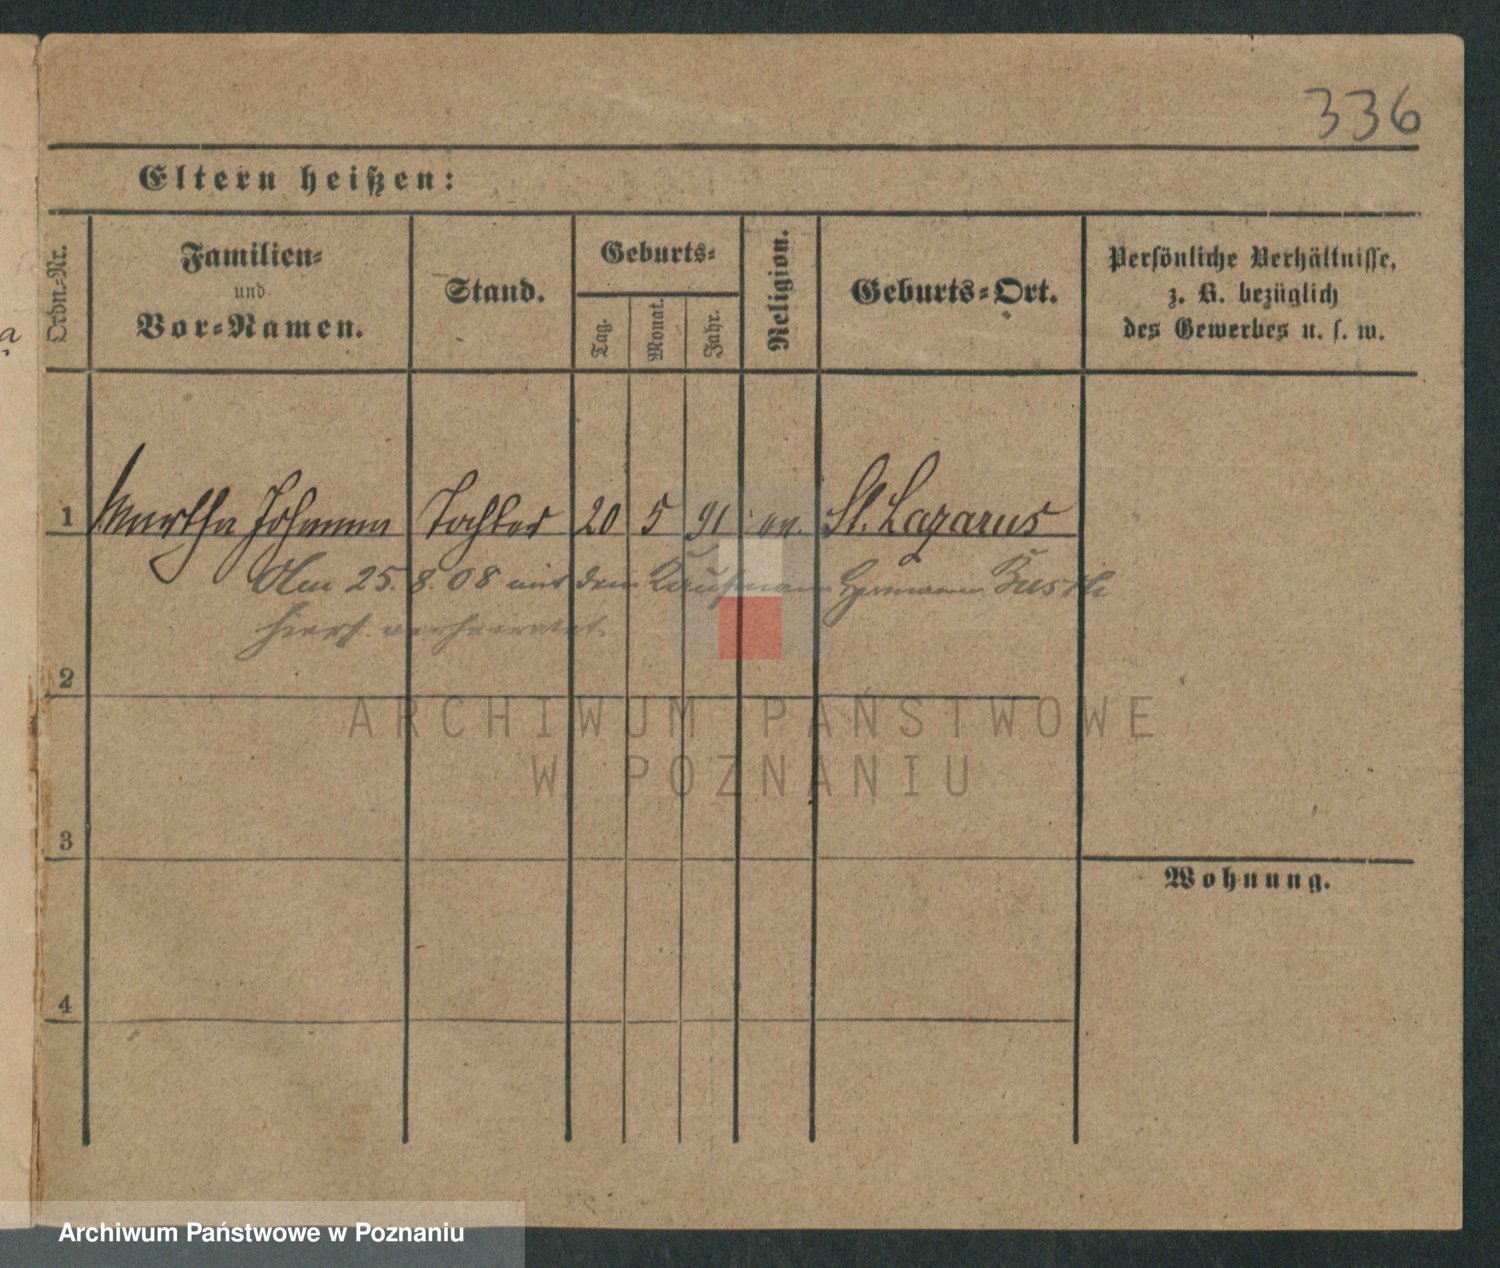 a
336
Eltern heißen:
Ordn.-Nr.
Familien-
und
Vor-Namen.
Stand.
Geburts-
Tag.
Monat.
Jahr.
Religion.
Geburts-Ort.
Persönliche Verhältnisse,
z. B. bezüglich
des Gewerbes u. s. w.
1 Martha Johanna Tochter 20 5 91 ev. St. Lazarus
Am 25. 8. 08 mit dem Kaufmann Hermann
hiers. verheiratet.
2
ARCHIWUM PAŃSTWOWE
W POZNANIU
3
Wohnung.
4
Archiwum Państwowe w Poznaniu